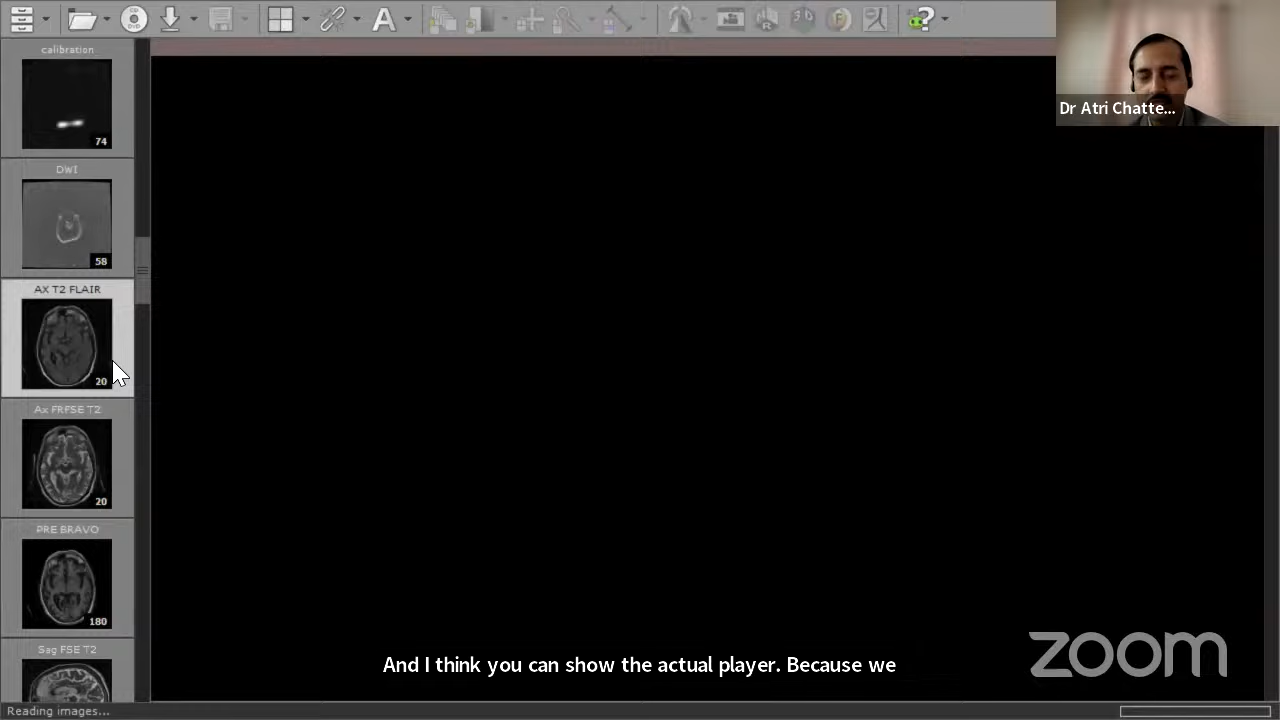 calibration
74
DWI
58
AX T2 FLAIR
20
Ax FRFSE T2
20
PRE BRAVO
180
Sag FSE T2
Reading images...
A
3D
F
?
Dr Atri Chatte...
And I think you can show the actual player. Because we
zoom